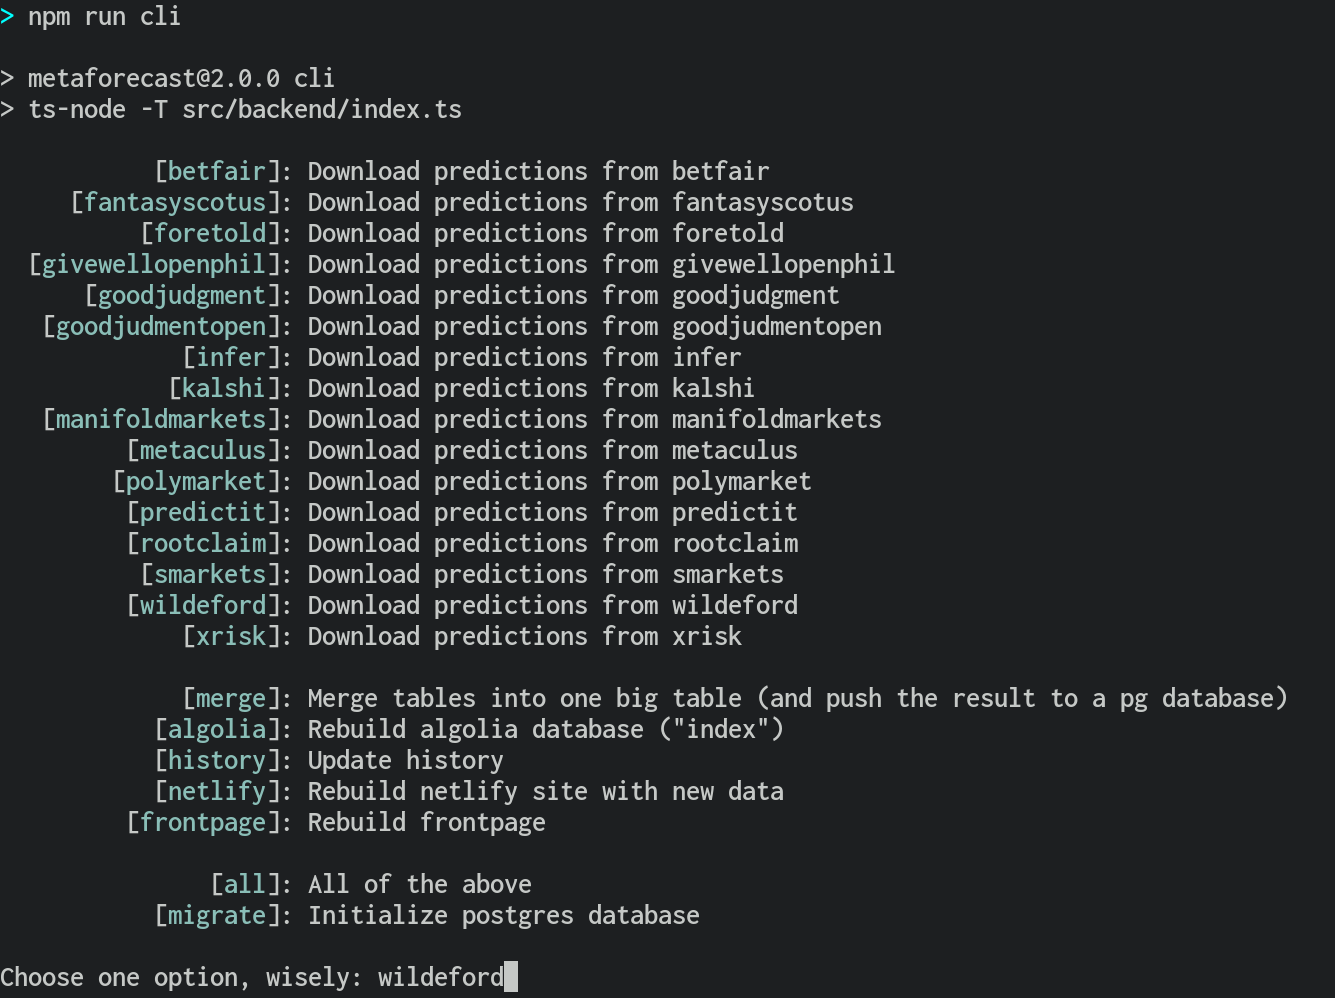 > npm run cli
> metaforecast@2.0.0 cli
> ts-node -T src/backend/index.ts
[betfair]: Download predictions from betfair
[fantasyscotus]: Download predictions from fantasyscotus
[foretold]: Download predictions from foretold
[givewellopenphil]: Download predictions from givewellopenphil
[goodjudgment]: Download predictions from goodjudgment
[goodjudmentopen]: Download predictions from goodjudmentopen
[infer]: Download predictions from infer
[kalshi]: Download predictions from kalshi
[manifoldmarkets]: Download predictions from manifoldmarkets
[metaculus]: Download predictions from metaculus
[polymarket]: Download predictions from polymarket
[predictit]: Download predictions from predictit
[rootclaim]: Download predictions from rootclaim
[smarkets]: Download predictions from smarkets
[wildeford]: Download predictions from wildeford
[xrisk]: Download predictions from xrisk
[merge]: Merge tables into one big table (and push the result to a pg database)
[algolia]: Rebuild algolia database ("index")
[history]: Update history
[netlify]: Rebuild netlify site with new data
[frontpage]: Rebuild frontpage
[all]: All of the above
[migrate]: Initialize postgres database
Choose one option, wisely: wildeford